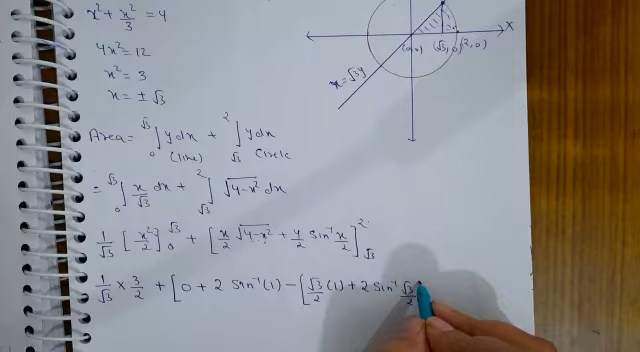 x² + x²/3 = 4
4x² = 12
x² = 3
x = ± √3
X
(0,0) (√3,0) (2,0)
x = √3y
Area = ∫₀^√3 y dx + ∫_√3^2 y dx
(Line) Circle
= ∫₀^√3 x/√3 dx + ∫_√3^2 √(4-x²) dx
1/√3 [x²/2]₀^√3 + [x/2 √(4-x²) + 4/2 sin⁻¹ x/2]_√3^2
1/√3 × 3/2 + [0 + 2 sin⁻¹(1) - [√3/2 (1) + 2 sin⁻¹ √3/2